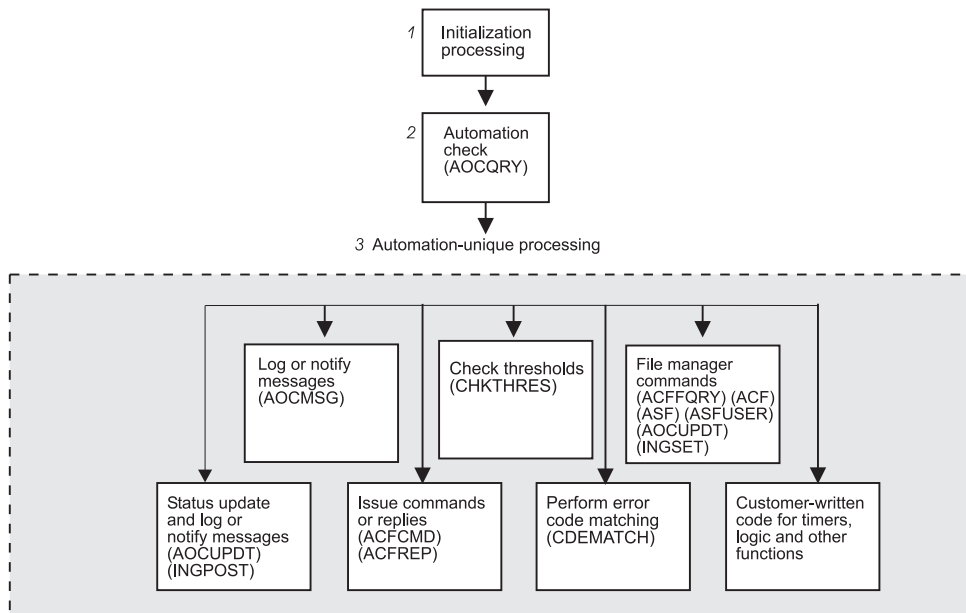 1
Initialization
processing
2
Automation
check
(AOCQRY)
3 Automation-unique processing
Log or notify
messages
(AOCMSG)
Check thresholds
(CHKTHRES)
File manager
commands
(ACFFQRY) (ACF)
(ASF) (ASFUSER)
(AOCUPDT)
(INGSET)
Status update
and log or
notify messages
(AOCUPDT)
(INGPOST)
Issue commands
or replies
(ACFCMD)
(ACFREP)
Perform error
code matching
(CDEMATCH)
Customer-written
code for timers,
logic and other
functions